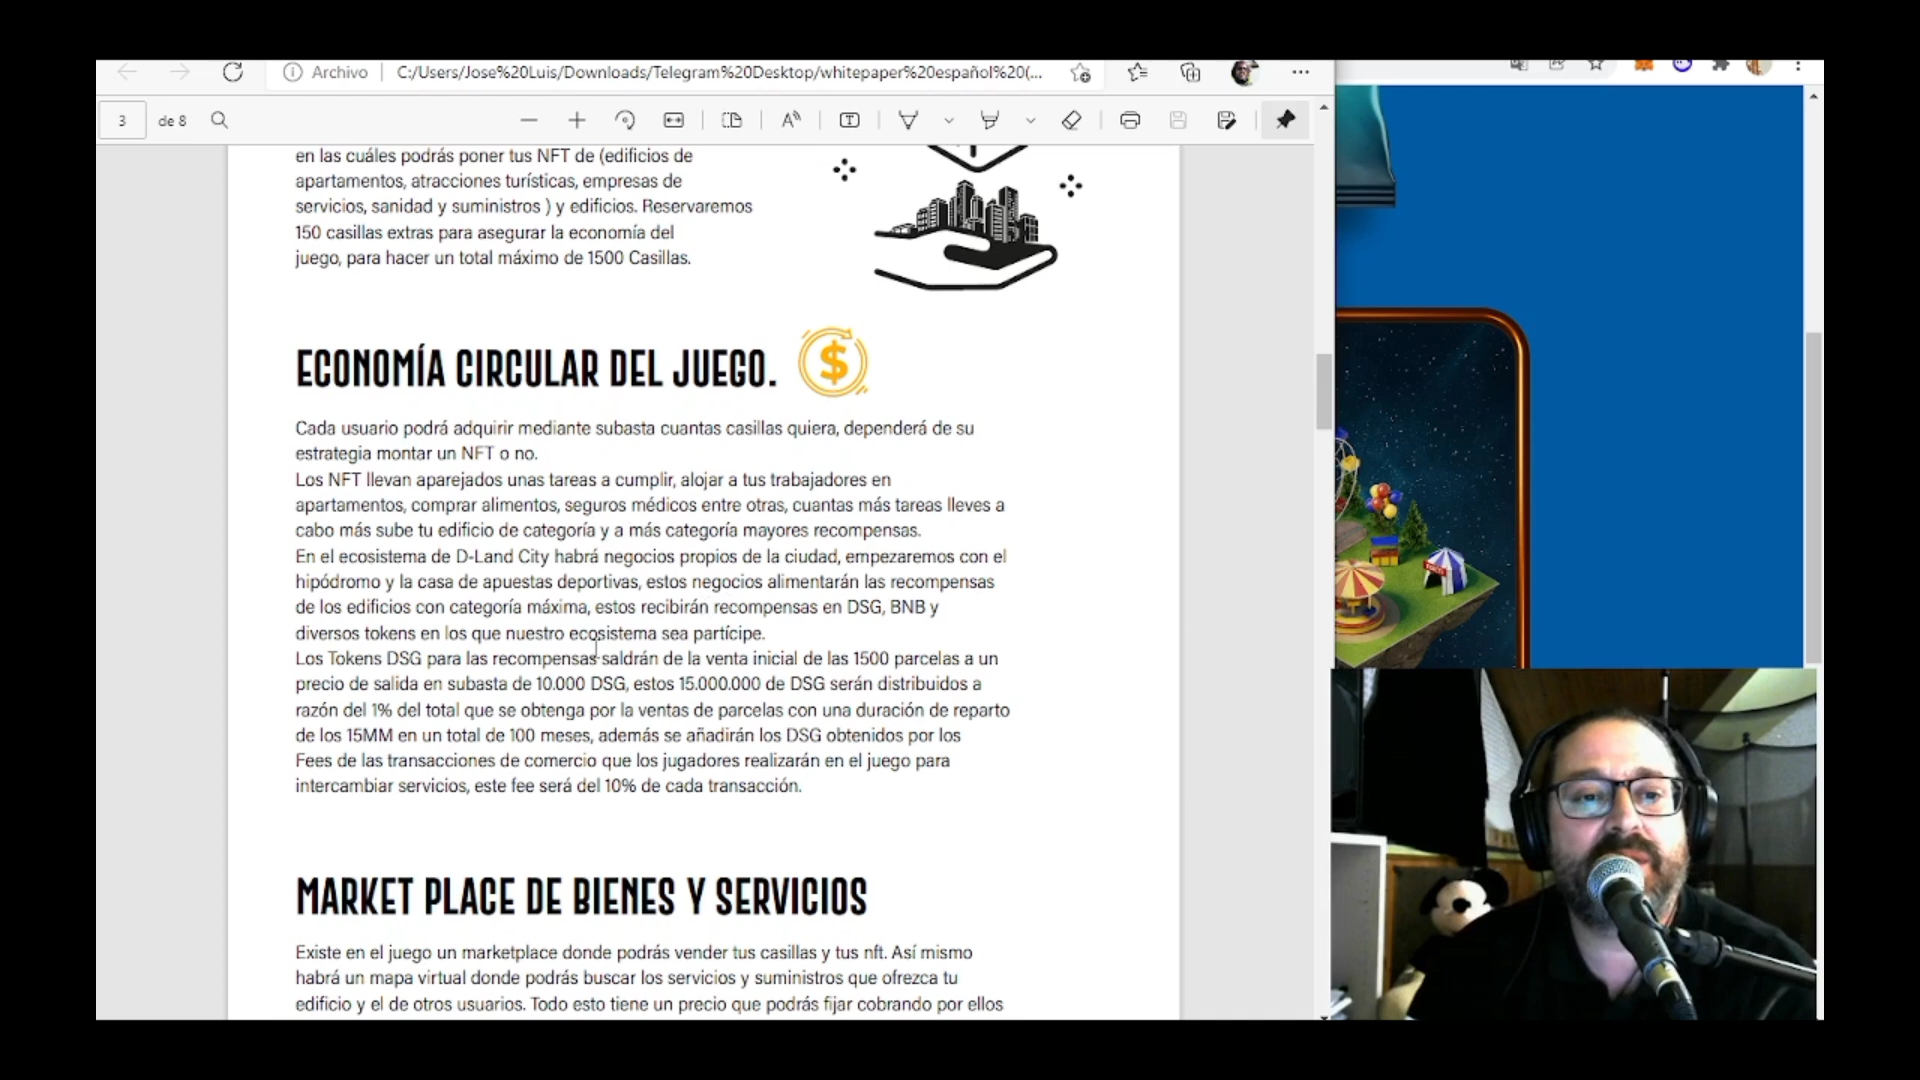 Archivo
C:/Users/Jose%20Luis/Downloads/Telegram%20Desktop/whitepaper%20español%20(...
3
de 8
en las cuáles podrás poner tus NFT de (edificios de
apartamentos, atracciones turísticas, empresas de
servicios, sanidad y suministros ) y edificios. Reservaremos
150 casillas extras para asegurar la economía del
juego, para hacer un total máximo de 1500 Casillas.
ECONOMÍA CIRCULAR DEL JUEGO.
$
Cada usuario podrá adquirir mediante subasta cuantas casillas quiera, dependerá de su
estrategia montar un NFT o no.
Los NFT llevan aparejados unas tareas a cumplir, alojar a tus trabajadores en
apartamentos, comprar alimentos, seguros médicos entre otras, cuantas más tareas lleves a
cabo más sube tu edificio de categoría y a más categoría mayores recompensas.
En el ecosistema de D-Land City habrá negocios propios de la ciudad, empezaremos con el
hipódromo y la casa de apuestas deportivas, estos negocios alimentarán las recompensas
de los edificios con categoría máxima, estos recibirán recompensas en DSG, BNB y
diversos tokens en los que nuestro ecosistema sea partícipe.
Los Tokens DSG para las recompensas saldrán de la venta inicial de las 1500 parcelas a un
precio de salida en subasta de 10.000 DSG, estos 15.000.000 de DSG serán distribuidos a
razón del 1% del total que se obtenga por la ventas de parcelas con una duración de reparto
de los 15MM en un total de 100 meses, además se añadirán los DSG obtenidos por los
Fees de las transacciones de comercio que los jugadores realizarán en el juego para
intercambiar servicios, este fee será del 10% de cada transacción.
MARKET PLACE DE BIENES Y SERVICIOS
Existe en el juego un marketplace donde podrás vender tus casillas y tus nft. Así mismo
habrá un mapa virtual donde podrás buscar los servicios y suministros que ofrezca tu
edificio y el de otros usuarios. Todo esto tiene un precio que podrás fijar cobrando por ellos